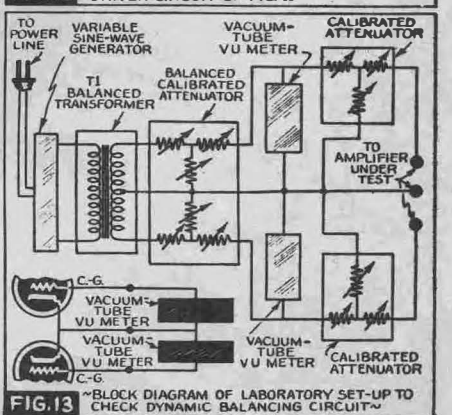 TO
POWER
LINE
VARIABLE
SINE-WAVE
GENERATOR
T1
BALANCED
TRANSFORMER
BALANCED
CALIBRATED
ATTENUATOR
VACUUM-
TUBE
VU METER
CALIBRATED
ATTENUATOR
TO
AMPLIFIER
UNDER
TEST
C.-G.
VACUUM-
TUBE
VU METER
VACUUM-
TUBE
VU METER
C.-G.
VACUUM-
TUBE
VU METER
CALIBRATED
ATTENUATOR
FIG.13
~BLOCK DIAGRAM OF LABORATORY SET-UP TO
CHECK DYNAMIC BALANCING CIRCUIT~